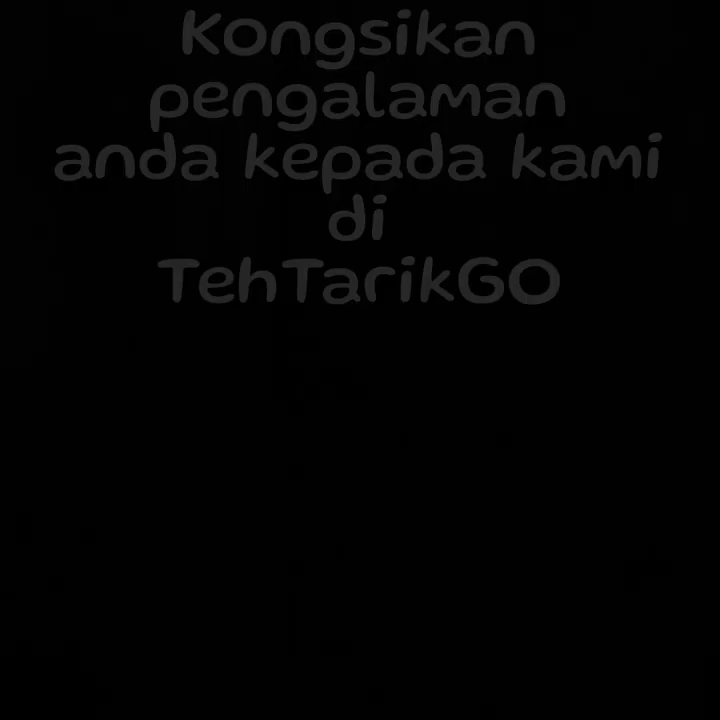 Kongsikan
pengalaman
anda kepada kami
di
TehTarikGO